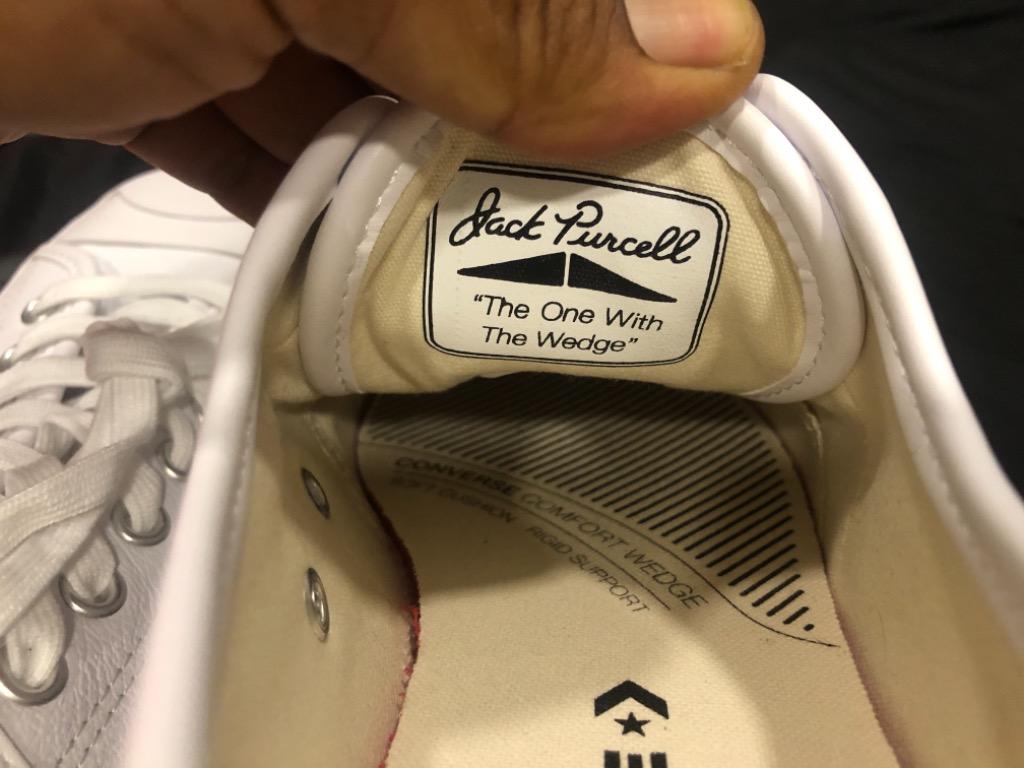 Jack Purcell
“The One With
The Wedge”
CONVERSE COMFORT WEDGE
SOFT CUSHION RIGID SUPPORT